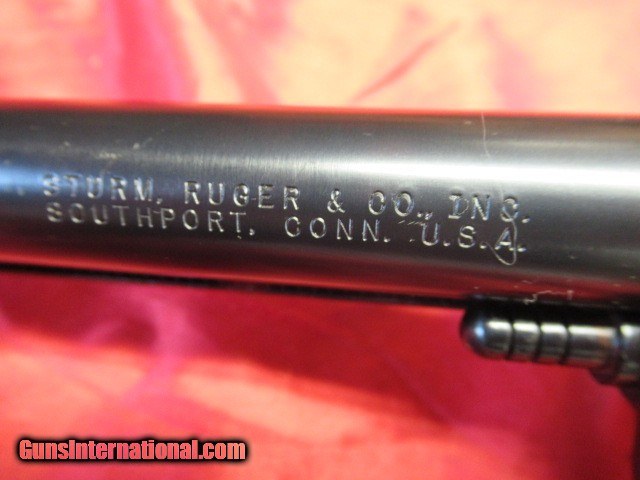 STURM, RUGER & CO., INC.
SOUTHPORT, CONN. U.S.A.
GunsInternational.com